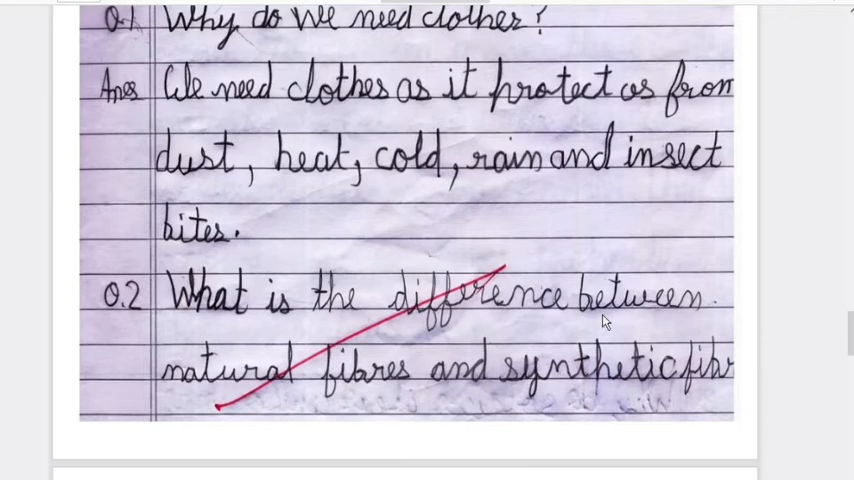 Q.1 Why do we need clothes?
Ans We need clothes as it protect us from
dust, heat, cold, rain and insect
bites.
Q.2 What is the difference between
natural fibres and synthetic fibr